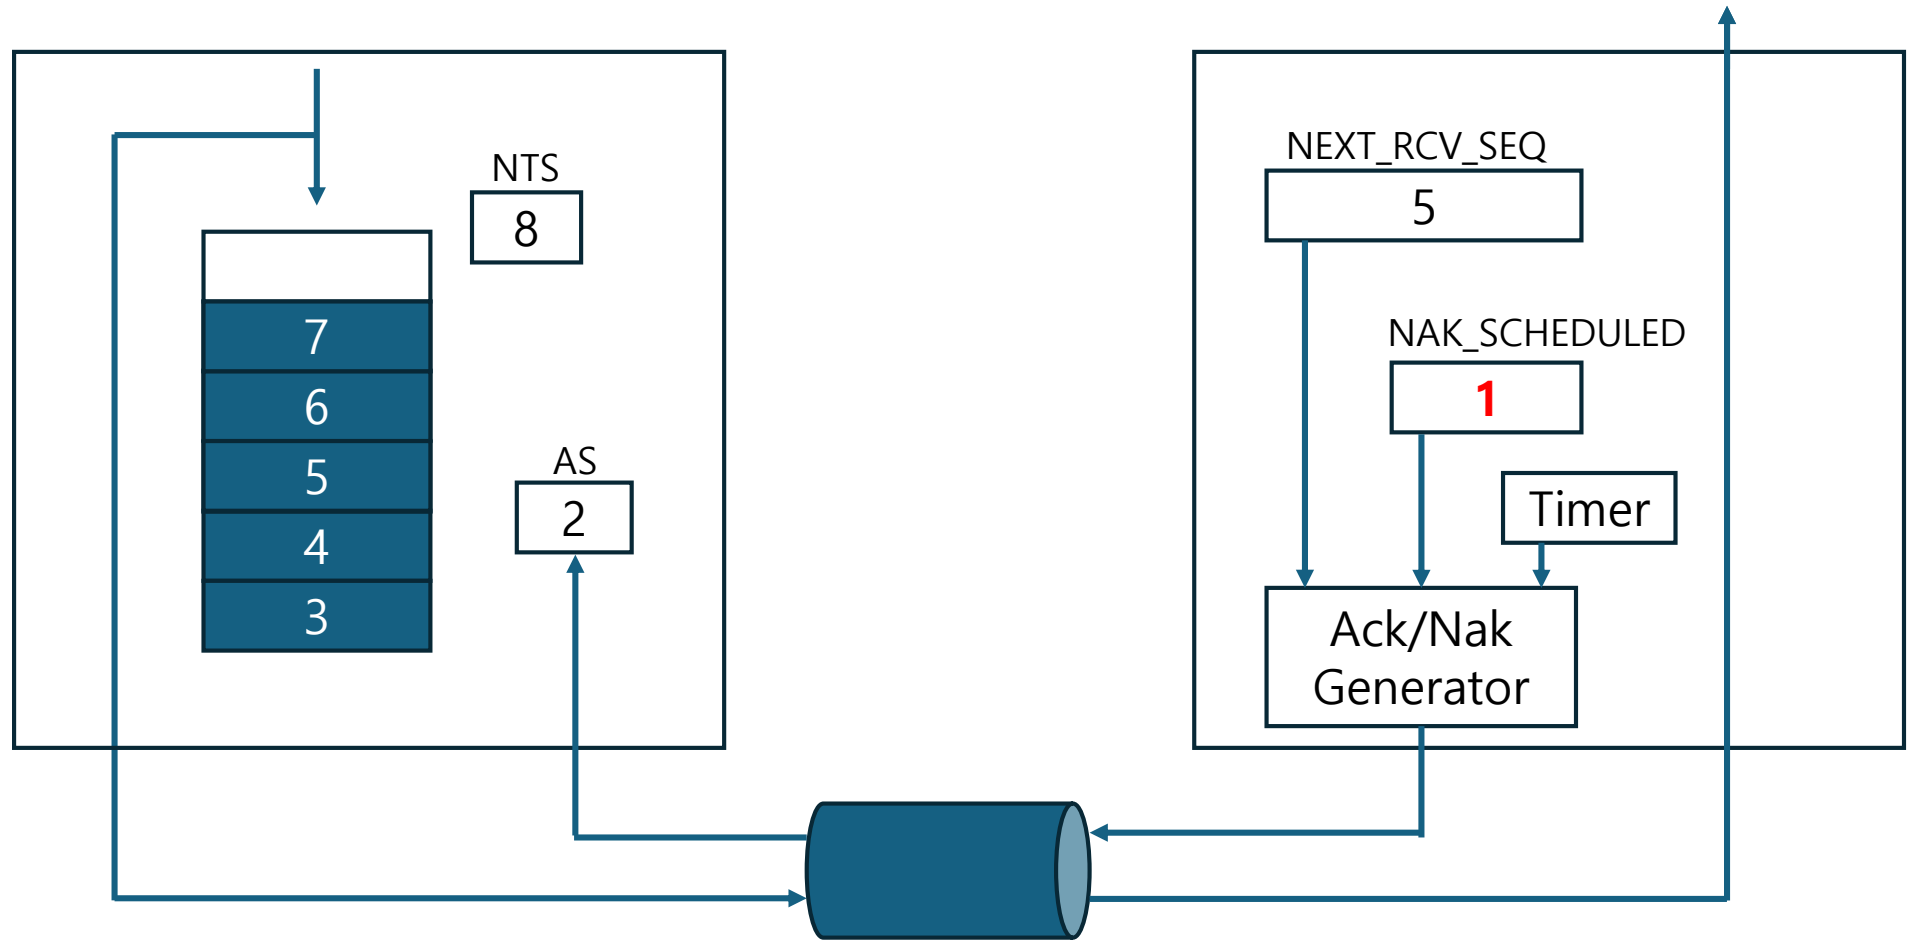 NTS
8
7
6
5
4
3
AS
2
NEXT_RCV_SEQ
5
NAK_SCHEDULED
1
Timer
Ack/Nak
Generator